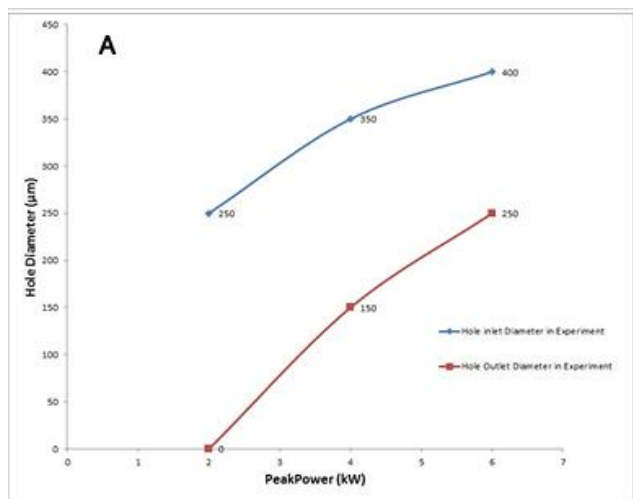 A
450
400
350
300
250
200
150
100
50
0
Hole Diameter (µm)
400
350
250
250
150
0
Hole inlet Diameter in Experiment
Hole Outlet Diameter in Experiment
0 1 2 3 4 5 6 7
PeakPower (kW)